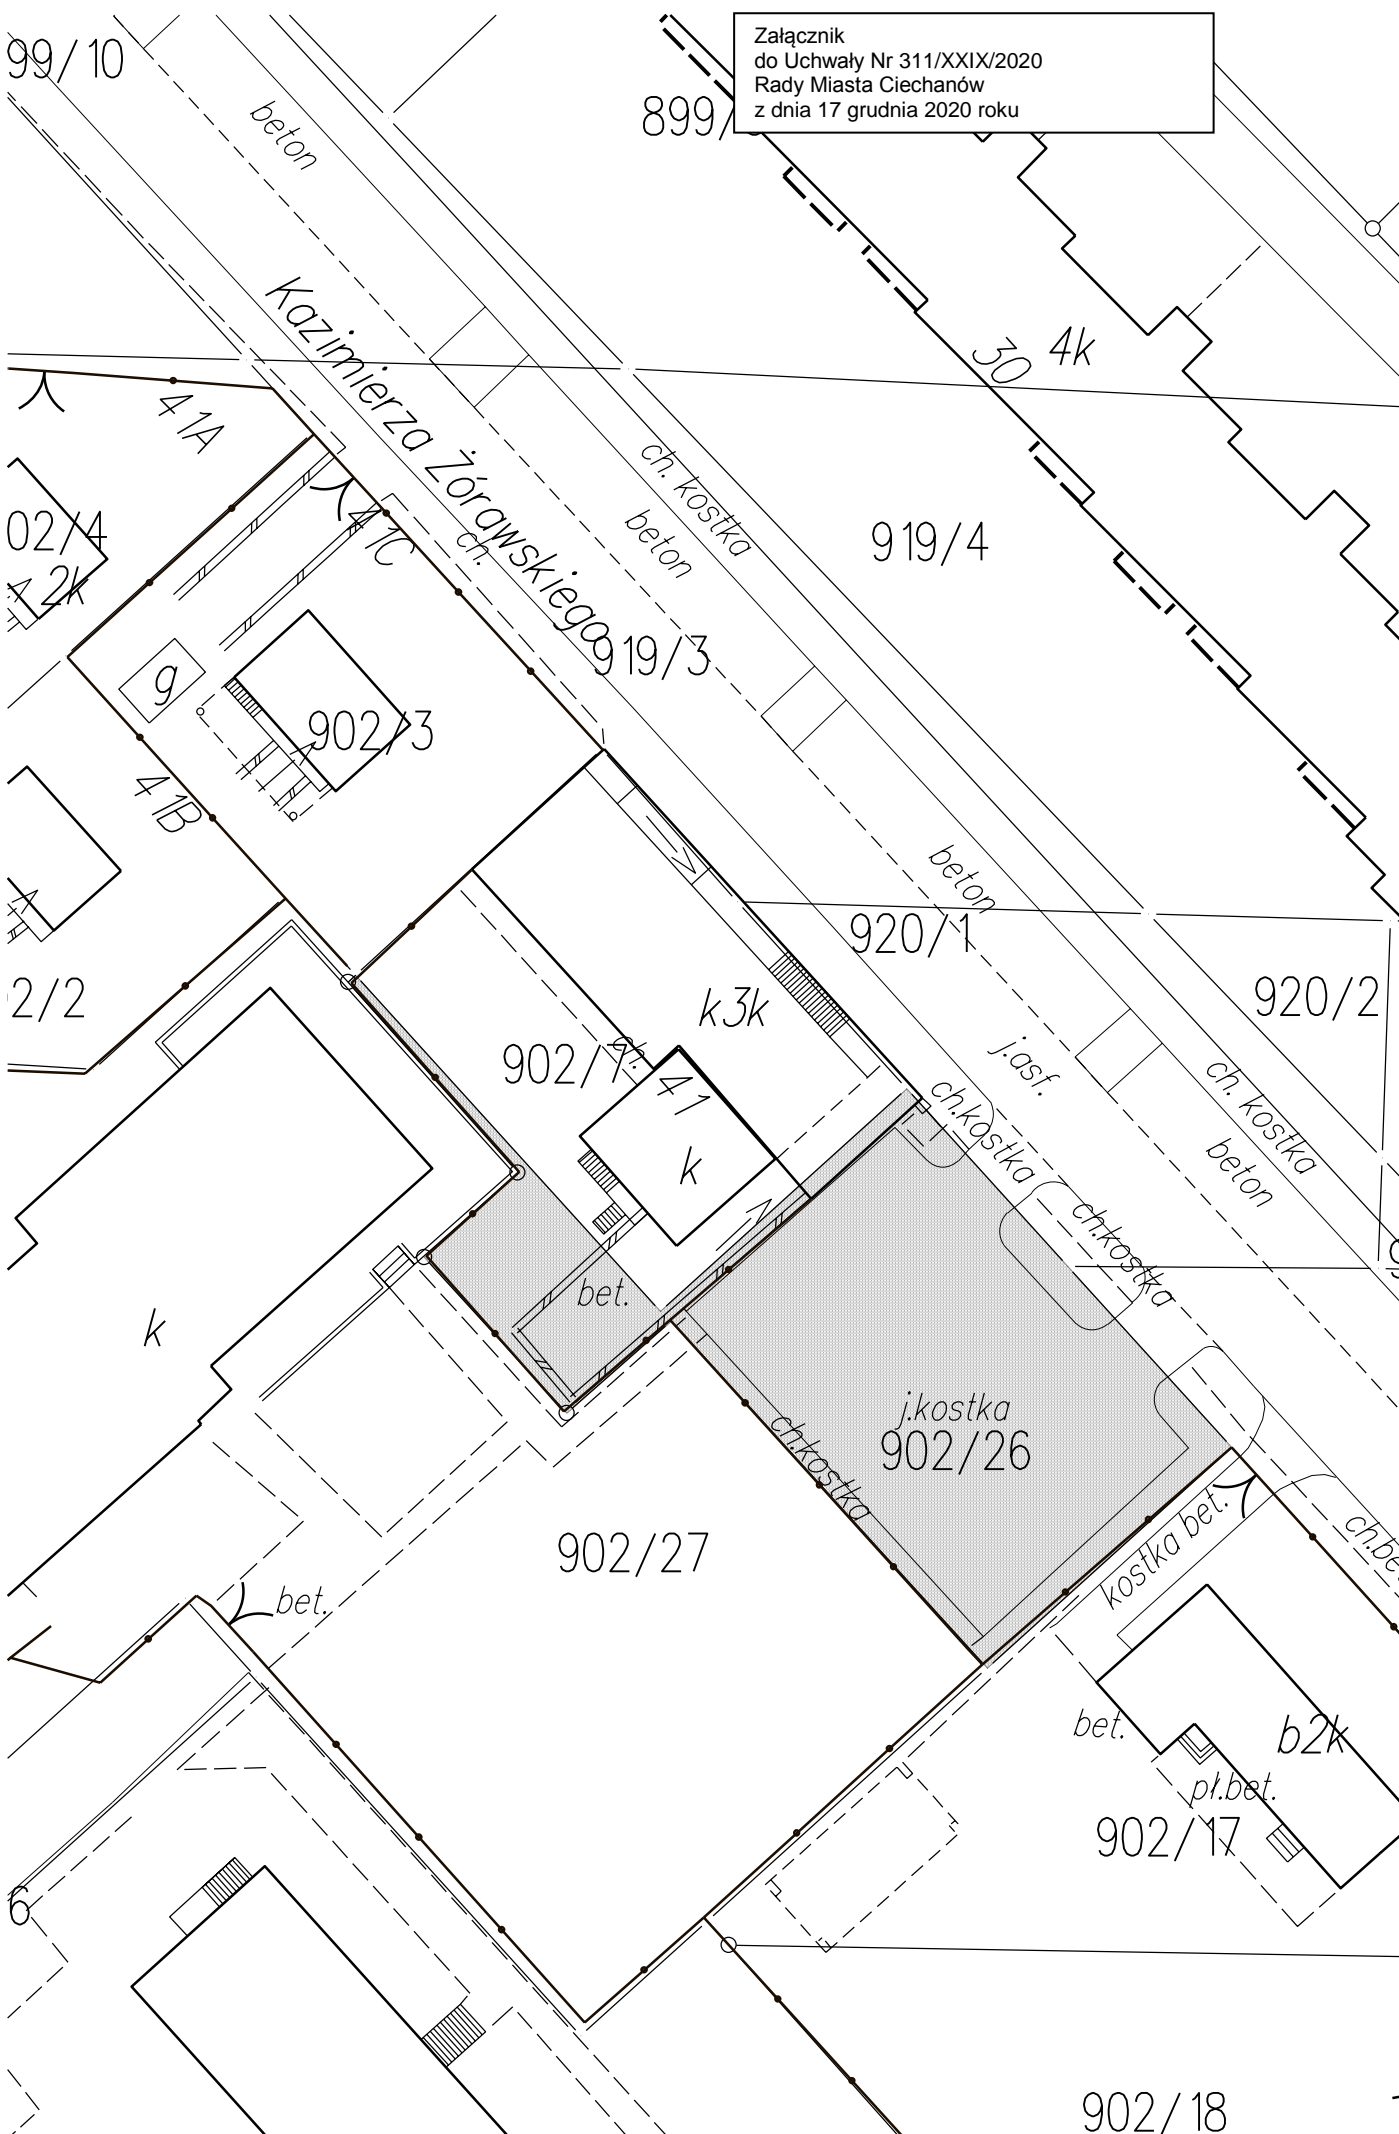 Załącznik
do Uchwały Nr 311/XXIX/2020
Rady Miasta Ciechanów
z dnia 17 grudnia 2020 roku
99/10
beton
899/
Kazimierza Żórawskiego
30
4k
41A
ch. kostka
02/4
2k
41C
ch.
beton
919/4
919/3
g
902/3
41B
beton
920/1
920/2
2/2
k3k
902/7
ch.
41
j.asf.
ch. kostka
ch.kostka
k
beton
ch.kostka
bet.
k
j.kostka
902/26
ch.kostka
902/27
kostka bet.
ch.be
bet.
bet.
b2k
pł.bet.
902/17
6
902/18